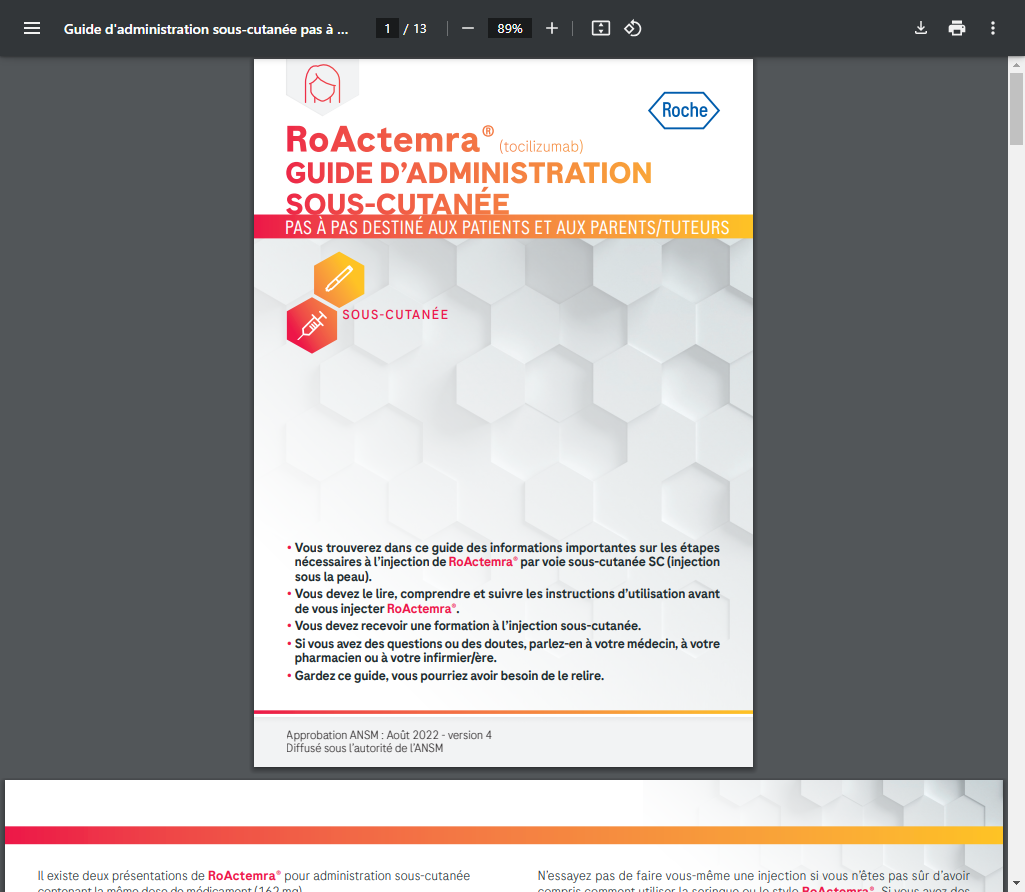 Guide d'administration sous-cutanée pas à ...
1 / 13
89%
Roche
RoActemra® (tocilizumab)
GUIDE D’ADMINISTRATION
SOUS-CUTANÉE
PAS À PAS DESTINÉ AUX PATIENTS ET AUX PARENTS/TUTEURS
SOUS-CUTANÉE
• Vous trouverez dans ce guide des informations importantes sur les étapes
nécessaires à l’injection de RoActemra® par voie sous-cutanée SC (injection
sous la peau).
• Vous devez le lire, comprendre et suivre les instructions d’utilisation avant
de vous injecter RoActemra®.
• Vous devez recevoir une formation à l’injection sous-cutanée.
• Si vous avez des questions ou des doutes, parlez-en à votre médecin, à votre
pharmacien ou à votre infirmier/ère.
• Gardez ce guide, vous pourriez avoir besoin de le relire.
Approbation ANSM : Août 2022 - version 4
Diffusé sous l’autorité de l’ANSM
Il existe deux présentations de RoActemra® pour administration sous-cutanée
contenant la même dose de médicament (162 mg)
N’essayez pas de faire vous-même une injection si vous n’êtes pas sûr d’avoir
compris comment utiliser la seringue ou le stylo RoActemra®. Si vous avez des